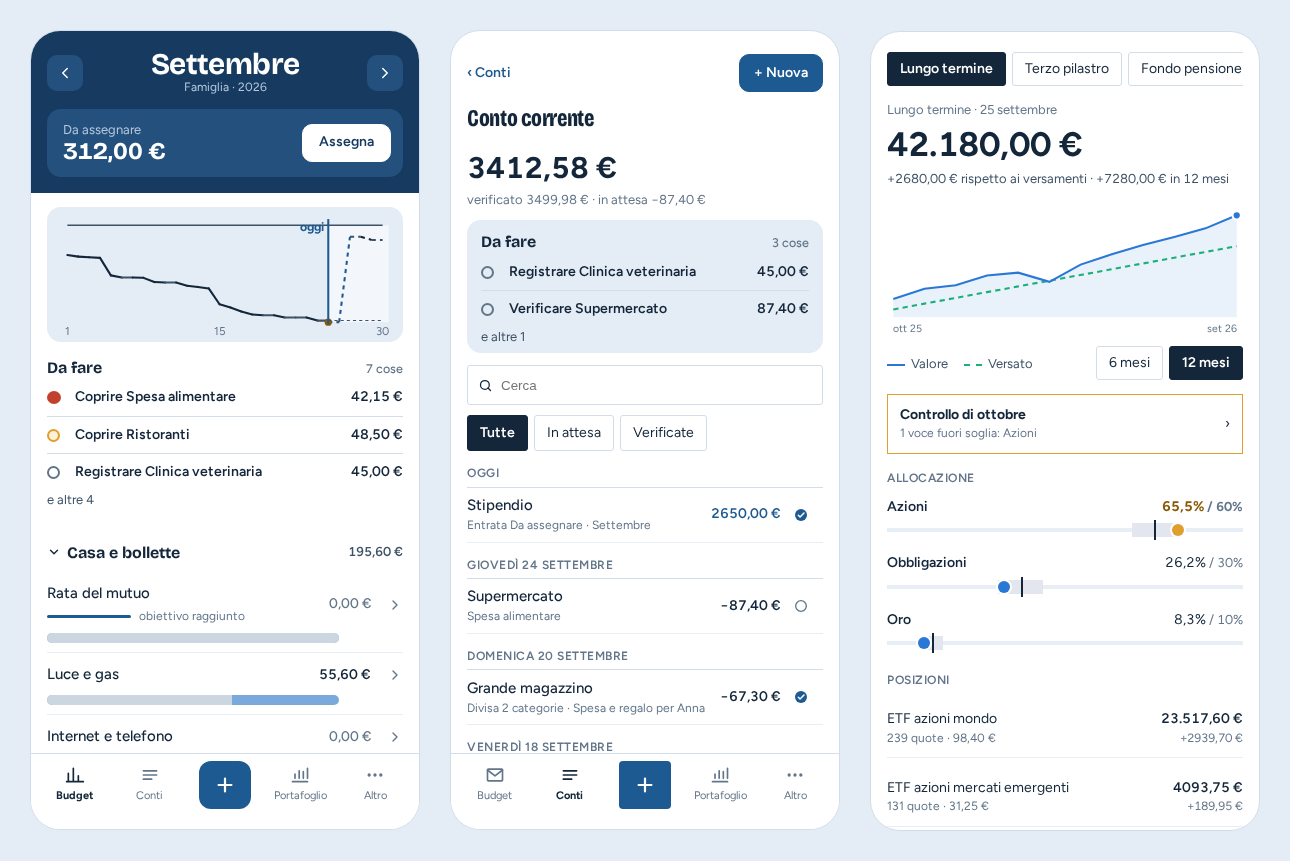 Settembre
Famiglia · 2026
Da assegnare
312,00 €
Assegna
oggi
1 15 30
Da fare 7 cose
Coprire Spesa alimentare 42,15 €
Coprire Ristoranti 48,50 €
Registrare Clinica veterinaria 45,00 €
e altre 4
Casa e bollette 195,60 €
Rata del mutuo 0,00 €
obiettivo raggiunto
Luce e gas 55,60 €
Internet e telefono 0,00 €
Budget Conti + Portafoglio Altro
‹ Conti + Nuova
Conto corrente
3412,58 €
verificato 3499,98 € · in attesa −87,40 €
Da fare 3 cose
Registrare Clinica veterinaria 45,00 €
Verificare Supermercato 87,40 €
e altre 1
Cerca
Tutte In attesa Verificate
OGGI
Stipendio 2650,00 €
Entrata Da assegnare · Settembre
GIOVEDÌ 24 SETTEMBRE
Supermercato −87,40 €
Spesa alimentare
DOMENICA 20 SETTEMBRE
Grande magazzino −67,30 €
Divisa 2 categorie · Spesa e regalo per Anna
VENERDÌ 18 SETTEMBRE
Budget Conti + Portafoglio Altro
Lungo termine Terzo pilastro Fondo pensione
Lungo termine · 25 settembre
42.180,00 €
+2680,00 € rispetto ai versamenti · +7280,00 € in 12 mesi
ott 25 set 26
Valore Versato 6 mesi 12 mesi
Controllo di ottobre
1 voce fuori soglia: Azioni
ALLOCAZIONE
Azioni 65,5% / 60%
Obbligazioni 26,2% / 30%
Oro 8,3% / 10%
POSIZIONI
ETF azioni mondo 23.517,60 €
239 quote · 98,40 € +2939,70 €
ETF azioni mercati emergenti 4093,75 €
131 quote · 31,25 € +189,95 €